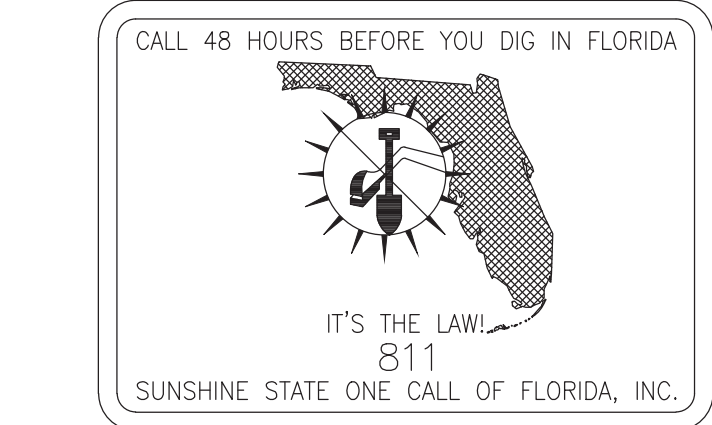 CALL 48 HOURS BEFORE YOU DIG IN FLORIDA
IT'S THE LAW!
811
SUNSHINE STATE ONE CALL OF FLORIDA, INC.